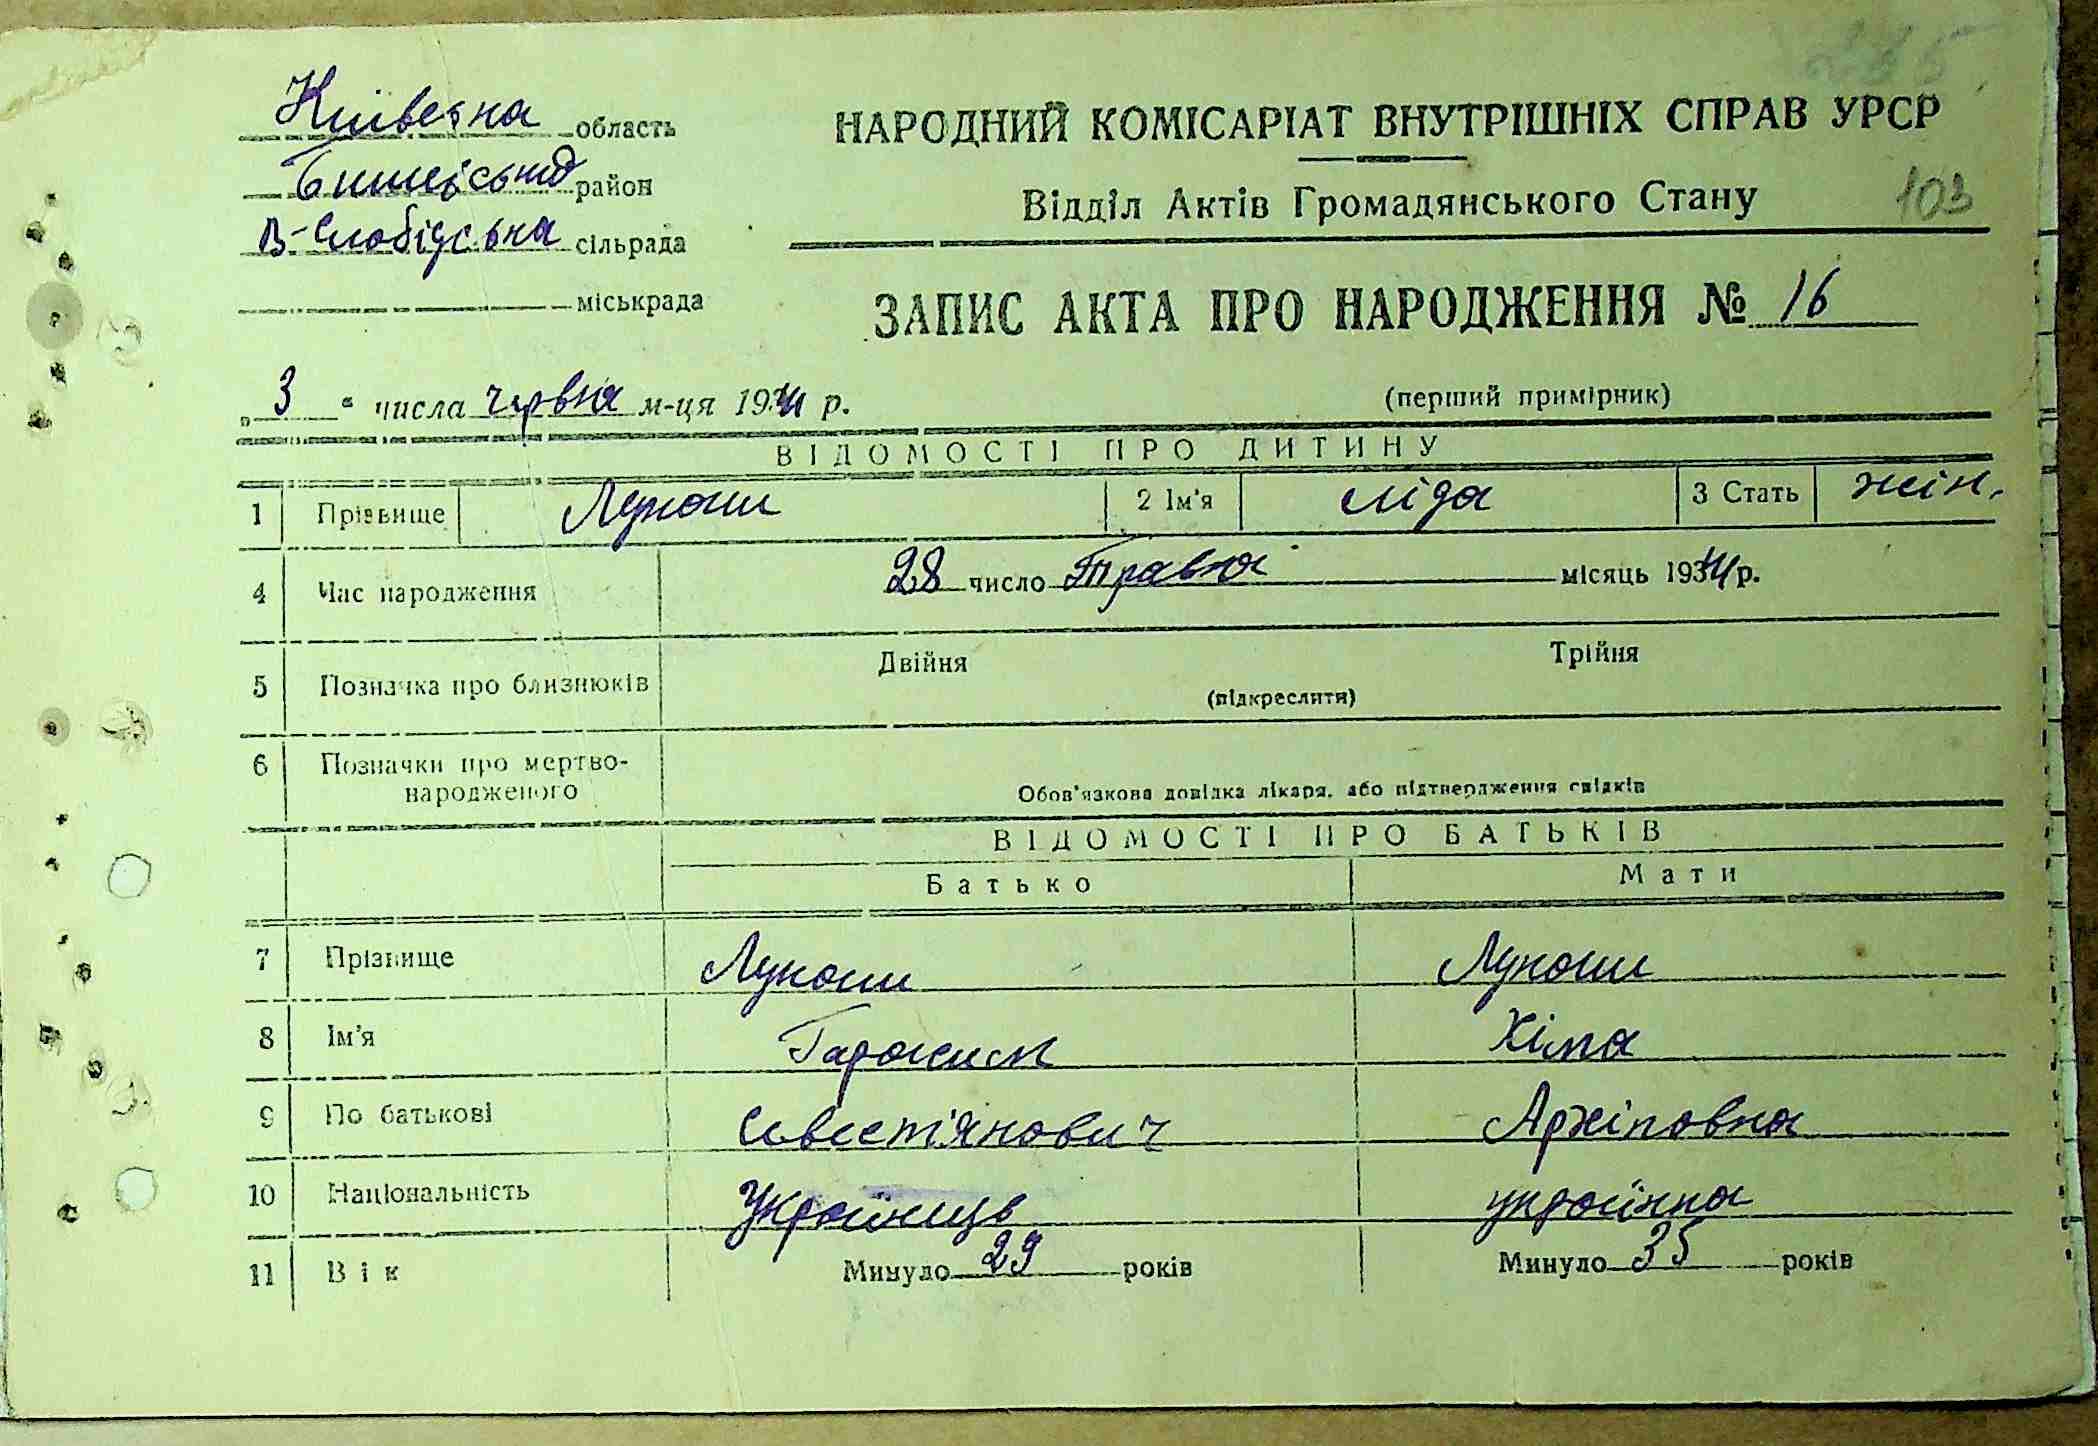 Київська область
Бишівський район
В-Слобідська сільрада
міськрада
НАРОДНИЙ КОМІСАРІАТ ВНУТРІШНІХ СПРАВ УРСР
Відділ Актів Громадянського Стану
103
ЗАПИС АКТА ПРО НАРОДЖЕННЯ № 16
(перший примірник)
„3“ числа червня м-ця 1941 р.
ВІДОМОСТІ ПРО ДИТИНУ
1 Прізвище Лукаш 2 Ім'я Ліда 3 Стать жін.
4 Час народження 28 число Травня місяць 1941 р.
5 Позначка про близнюків Двійня Трійня
(підкреслити)
6 Позначки про мертво-
народженого Обов'язкова довідка лікаря, або підтвердження свідків
ВІДОМОСТІ ПРО БАТЬКІВ
Батько Мати
7 Прізвище Лукаш Лукаш
8 Ім'я Гарасим
9 По батькові Севест'янович Архіповна
10 Національність Українець українка
11 Вік Минуло 29 років Минуло 35 років